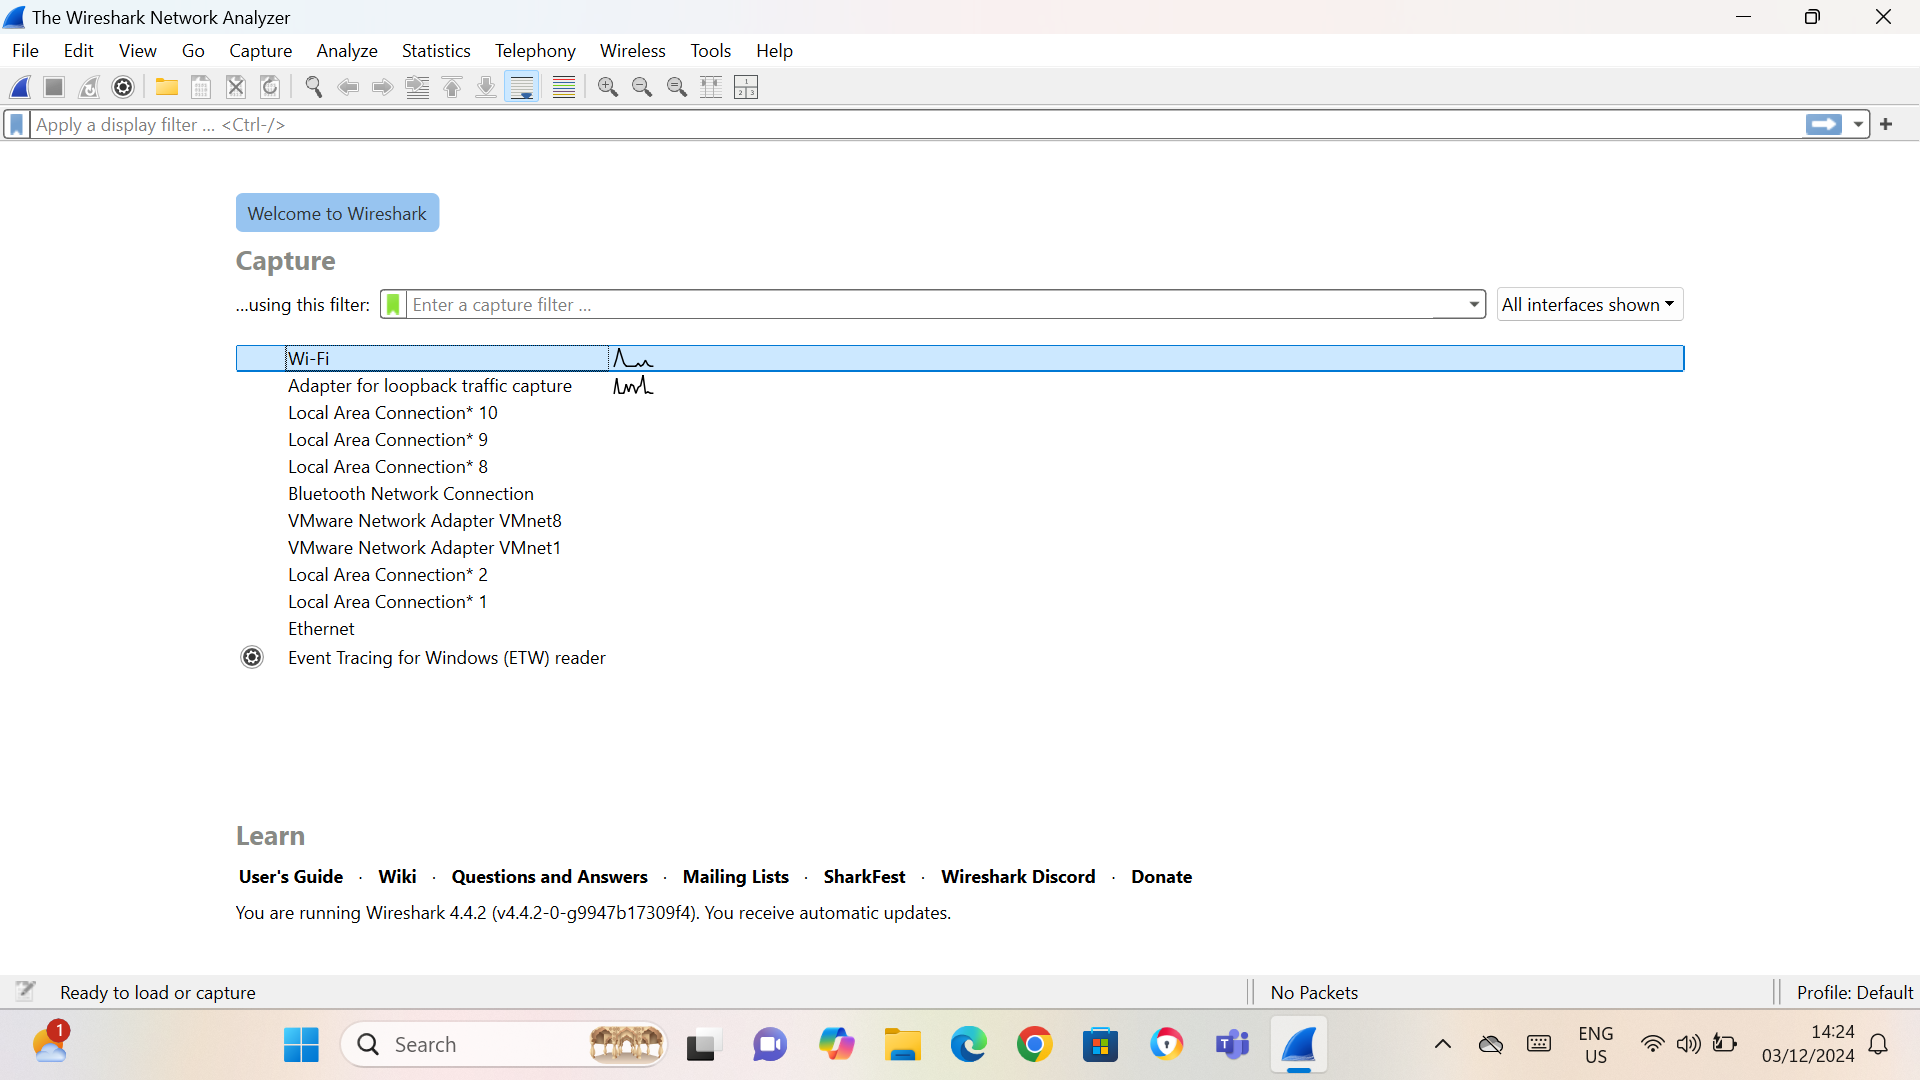 The Wireshark Network Analyzer
File Edit View Go Capture Analyze Statistics Telephony Wireless Tools Help
Apply a display filter ... <Ctrl-/>
Welcome to Wireshark
Capture
...using this filter: Enter a capture filter ... All interfaces shown
Wi-Fi
Adapter for loopback traffic capture
Local Area Connection* 10
Local Area Connection* 9
Local Area Connection* 8
Bluetooth Network Connection
VMware Network Adapter VMnet8
VMware Network Adapter VMnet1
Local Area Connection* 2
Local Area Connection* 1
Ethernet
Event Tracing for Windows (ETW) reader
Learn
User's Guide · Wiki · Questions and Answers · Mailing Lists · SharkFest · Wireshark Discord · Donate
You are running Wireshark 4.4.2 (v4.4.2-0-g9947b17309f4). You receive automatic updates.
Ready to load or capture No Packets Profile: Default
1 Search ENG 14:24
US 03/12/2024